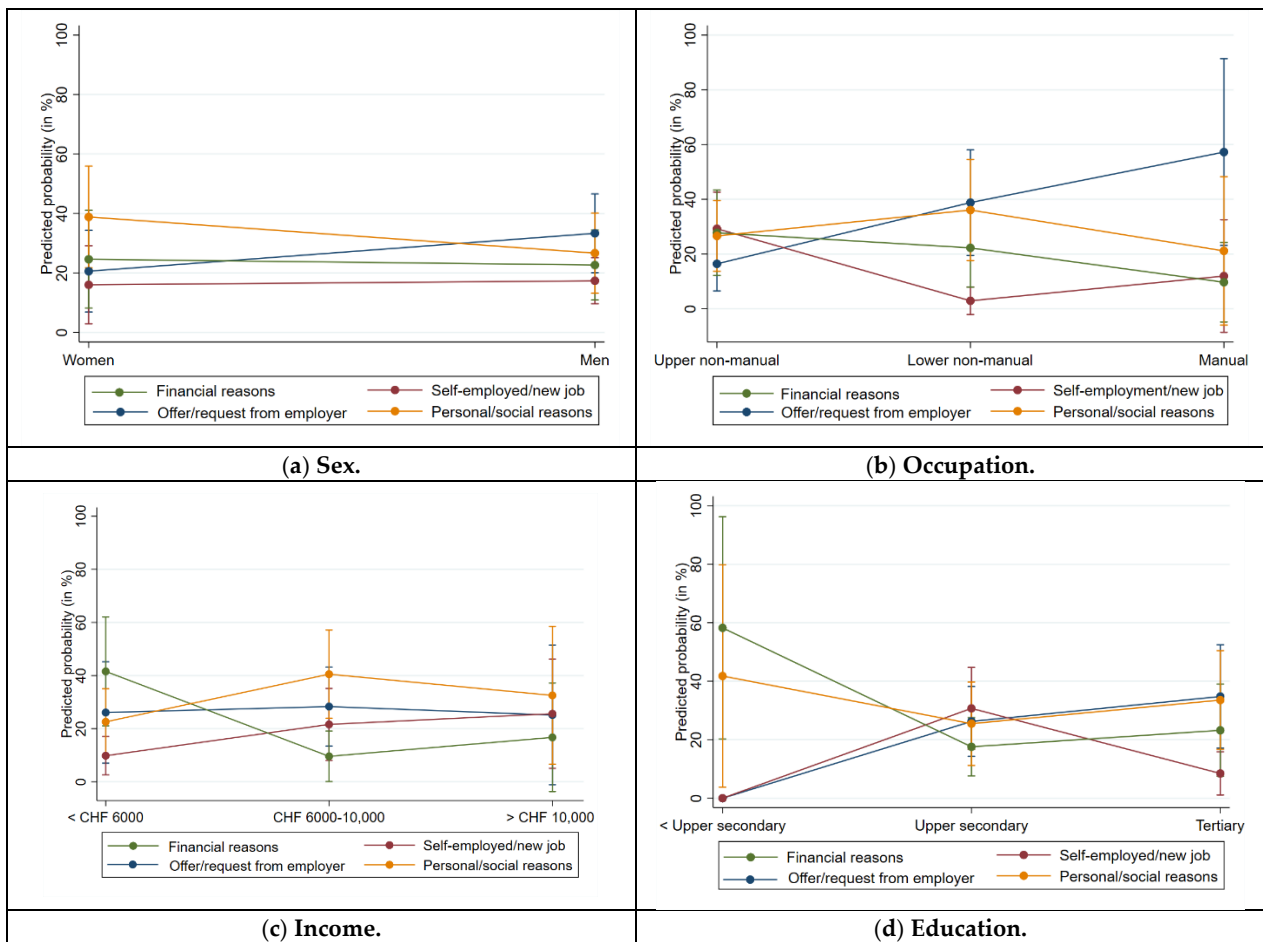 Predicted probability (in %)
100
80
60
40
20
0
Women Men
Financial reasons Self-employed/new job
Offer/request from employer Personal/social reasons
(a) Sex.
Predicted probability (in %)
100
80
60
40
20
0
Upper non-manual Lower non-manual Manual
Financial reasons Self-employment/new job
Offer/request from employer Personal/social reasons
(b) Occupation.
Predicted probability (in %)
100
80
60
40
20
0
< CHF 6000 CHF 6000-10,000 > CHF 10,000
Financial reasons Self-employed/new job
Offer/request from employer Personal/social reasons
(c) Income.
Predicted probability (in %)
100
80
60
40
20
0
< Upper secondary Upper secondary Tertiary
Financial reasons Self-employed/new job
Offer/request from employer Personal/social reasons
(d) Education.